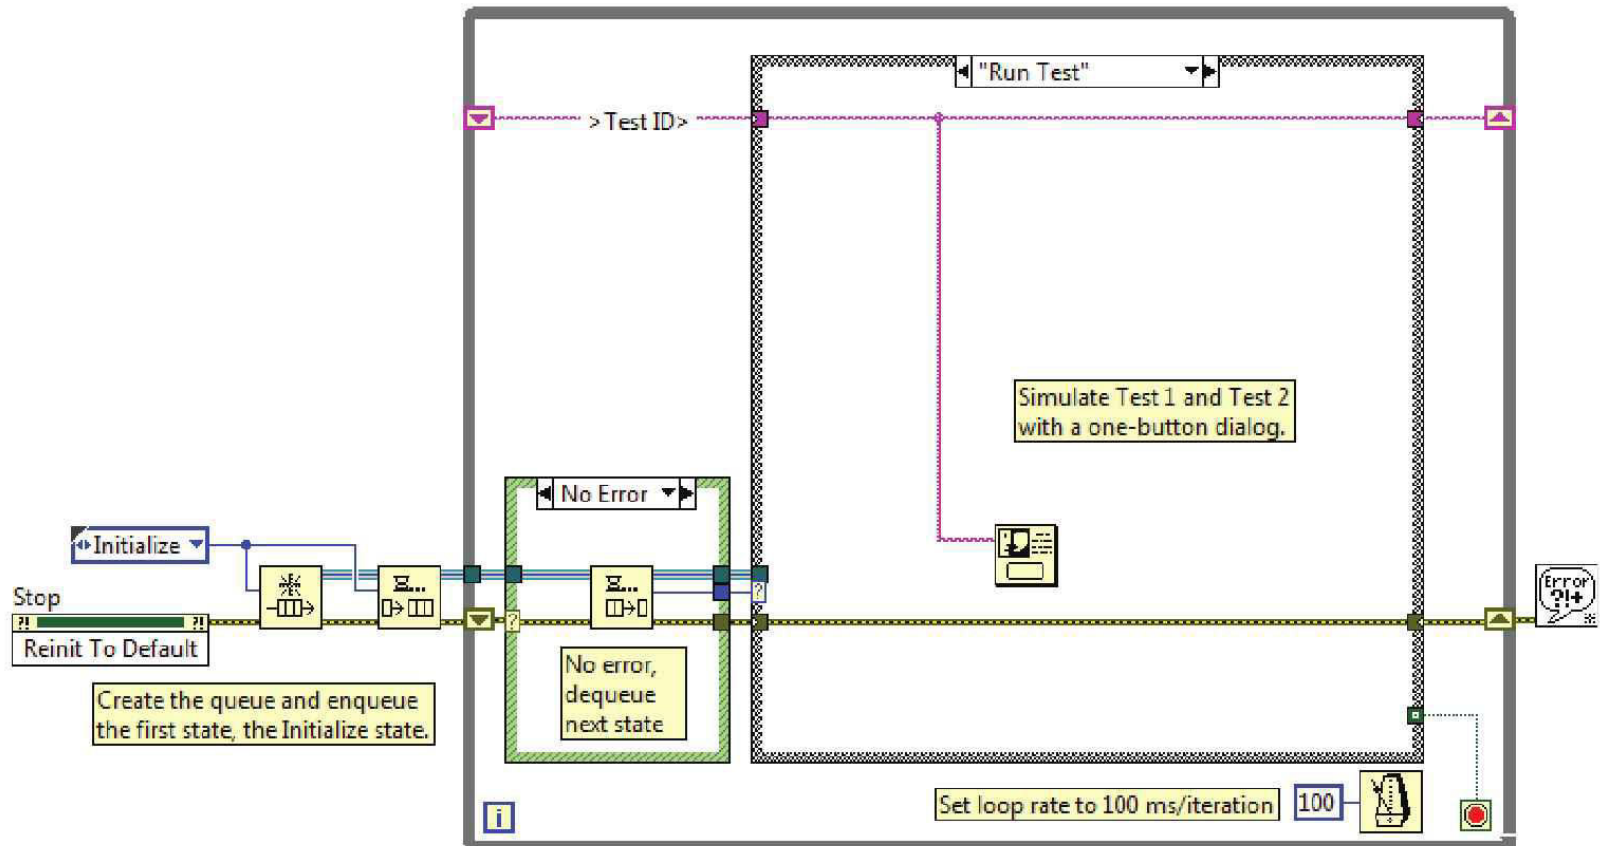 "Run Test"
>Test ID>
Simulate Test 1 and Test 2
with a one-button dialog.
No Error
Initialize
Stop
?! ?!
Reinit To Default
?
?
Error
?!+
No error,
dequeue
next state
Create the queue and enqueue
the first state, the Initialize state.
Set loop rate to 100 ms/iteration
100
i